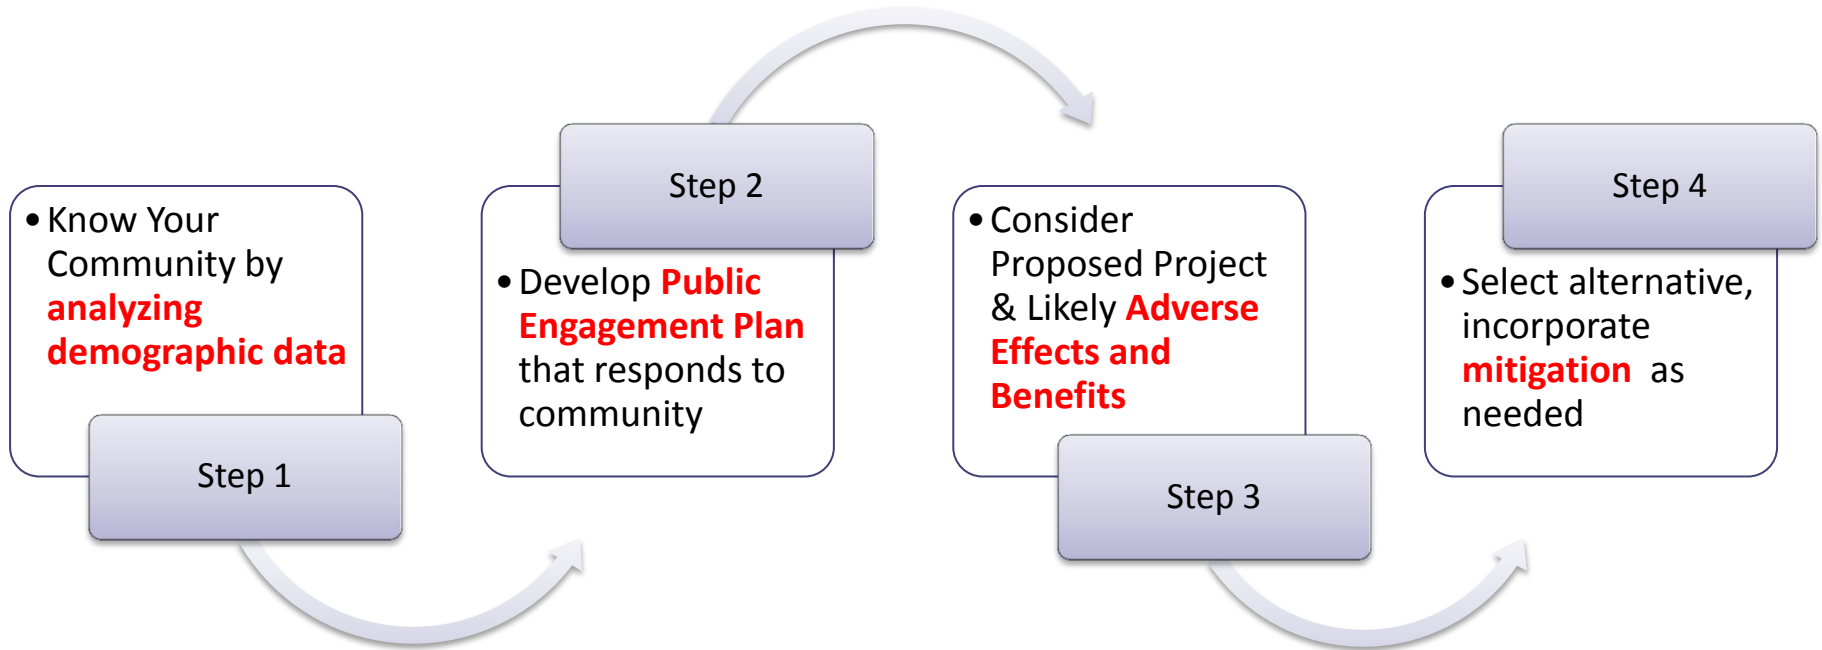 • Know Your
Community by
analyzing
demographic data
Step 1
Step 2
• Develop Public
Engagement Plan
that responds to
community
• Consider
Proposed Project
& Likely Adverse
Effects and
Benefits
Step 3
Step 4
• Select alternative,
incorporate
mitigation as
needed